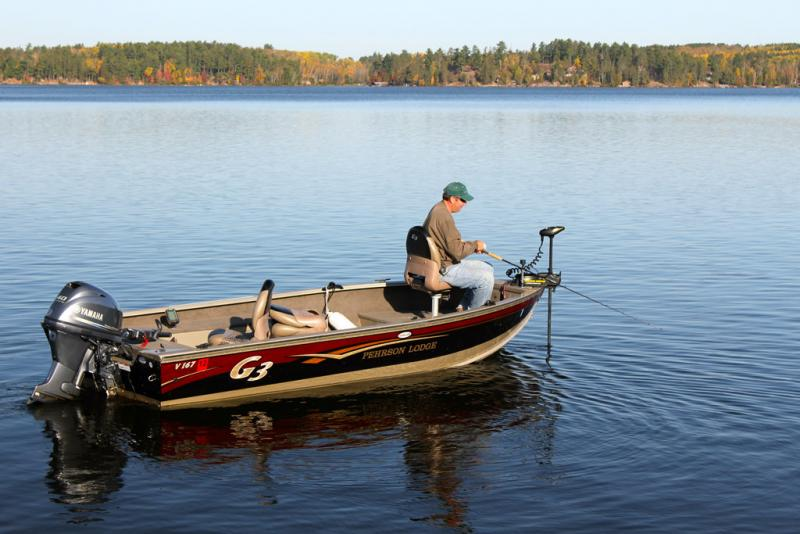 YAMAHA
V 167
G3
PEHRSON LODGE